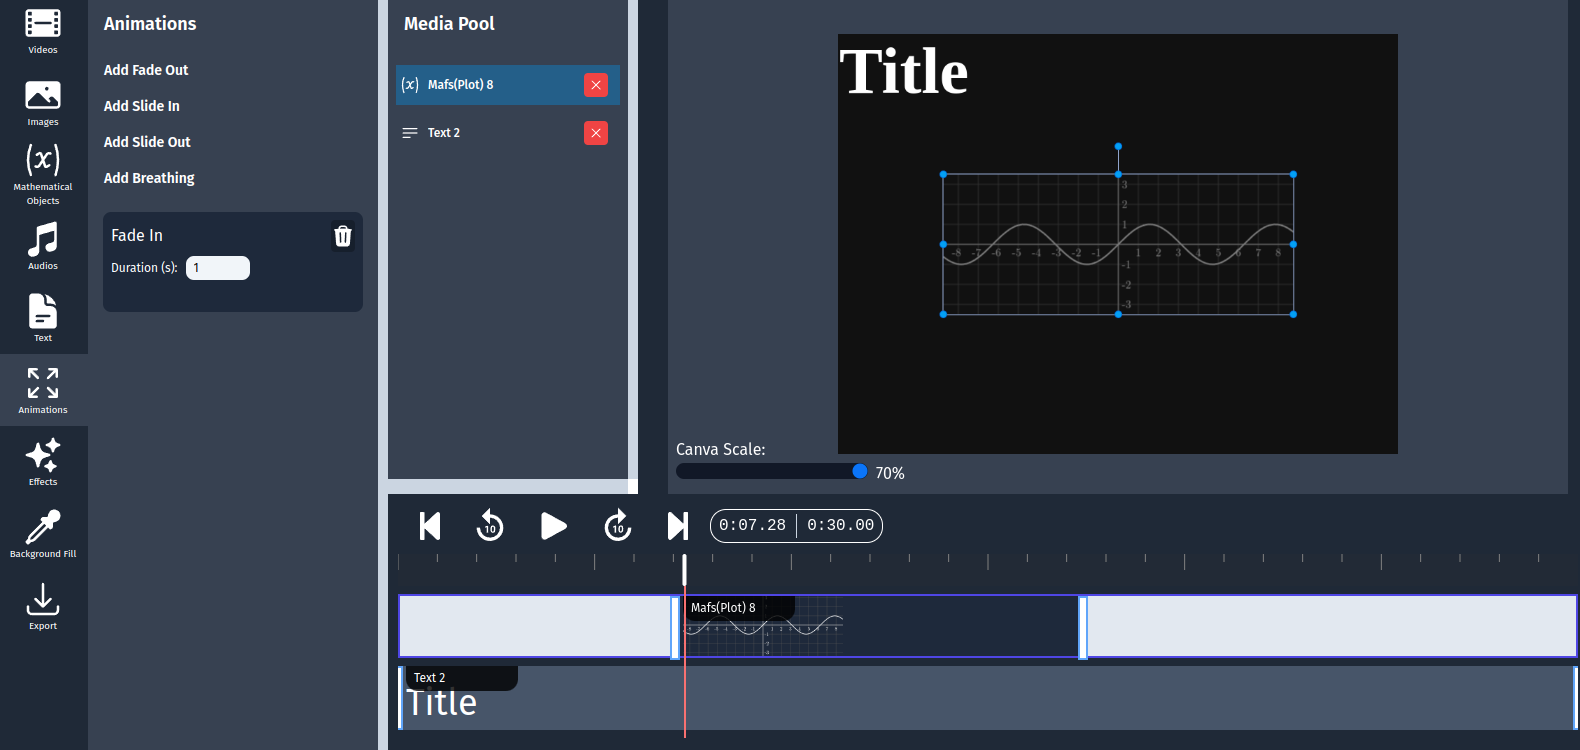 Videos
Images
Mathematical
Objects
Audios
Text
Animations
Effects
Background Fill
Export
Animations
Add Fade Out
Add Slide In
Add Slide Out
Add Breathing
Fade In
Duration (s): 1
Media Pool
(x) Mafs(Plot) 8
Text 2
Title
3
2
1
-8 -7 -6 -5 -4 -3 -2 -1 1 2 3 4 5 6 7 8
-1
-2
-3
Canva Scale:
70%
10
10
0:07.28 0:30.00
Mafs(Plot) 8
Text 2
Title